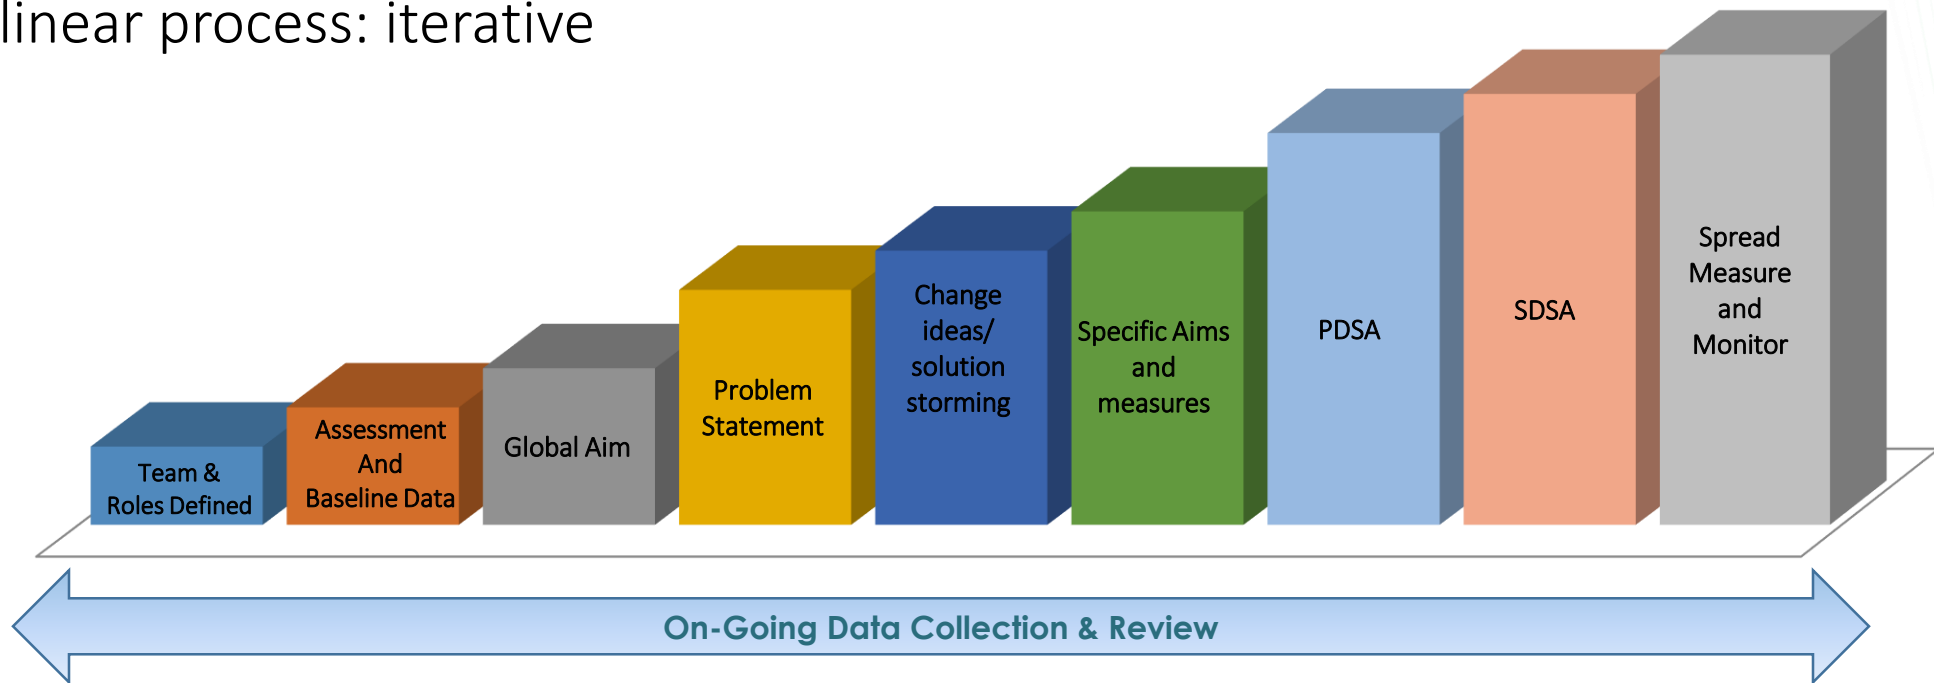 linear process: iterative
Team &
Roles Defined
Assessment
And
Baseline Data
Global Aim
Problem
Statement
Change
ideas/
solution
storming
Specific Aims
and
measures
PDSA
SDSA
Spread
Measure
and
Monitor
On-Going Data Collection & Review